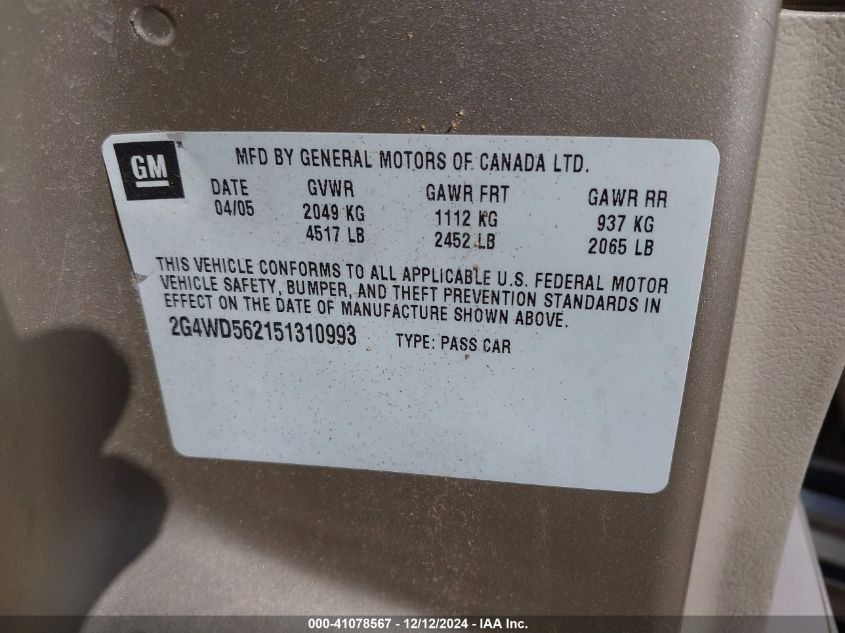 GM ®
MFD BY GENERAL MOTORS OF CANADA LTD.
DATE GVWR GAWR FRT GAWR RR
04/05 2049 KG 1112 KG 937 KG
4517 LB 2452 LB 2065 LB
THIS VEHICLE CONFORMS TO ALL APPLICABLE U.S. FEDERAL MOTOR
VEHICLE SAFETY, BUMPER, AND THEFT PREVENTION STANDARDS IN
EFFECT ON THE DATE OF MANUFACTURE SHOWN ABOVE.
2G4WD562151310993 TYPE: PASS CAR
000-41078567 - 12/12/2024 - IAA Inc.